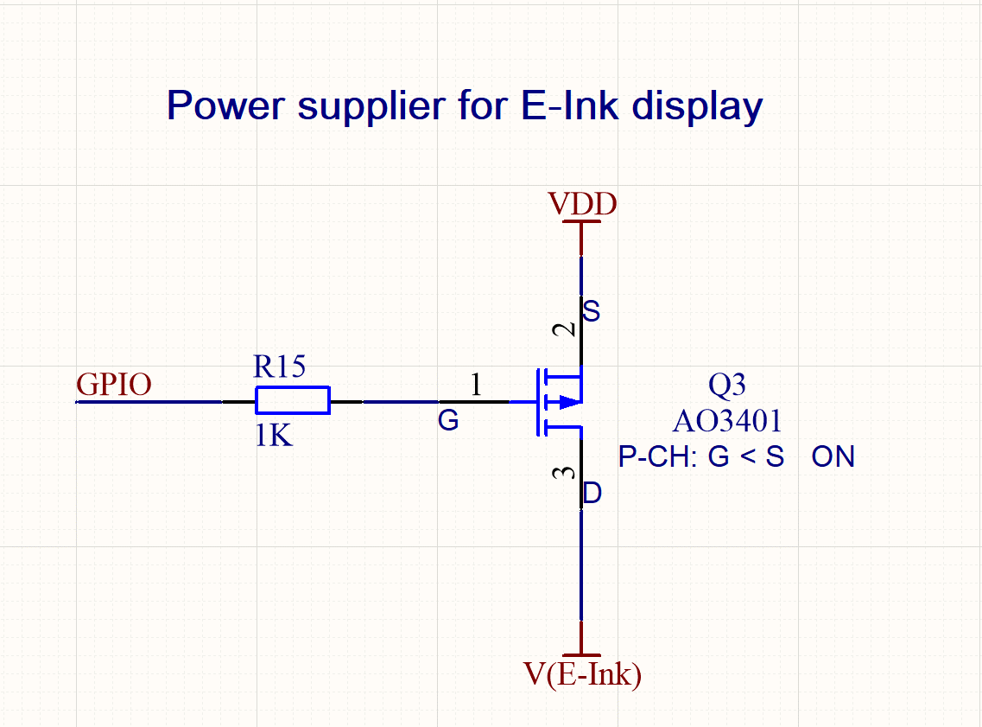 Power supplier for E-Ink display
VDD
S
2
R15
GPIO
1
G
1K
Q3
AO3401
P-CH: G < S ON
3
D
V(E-Ink)